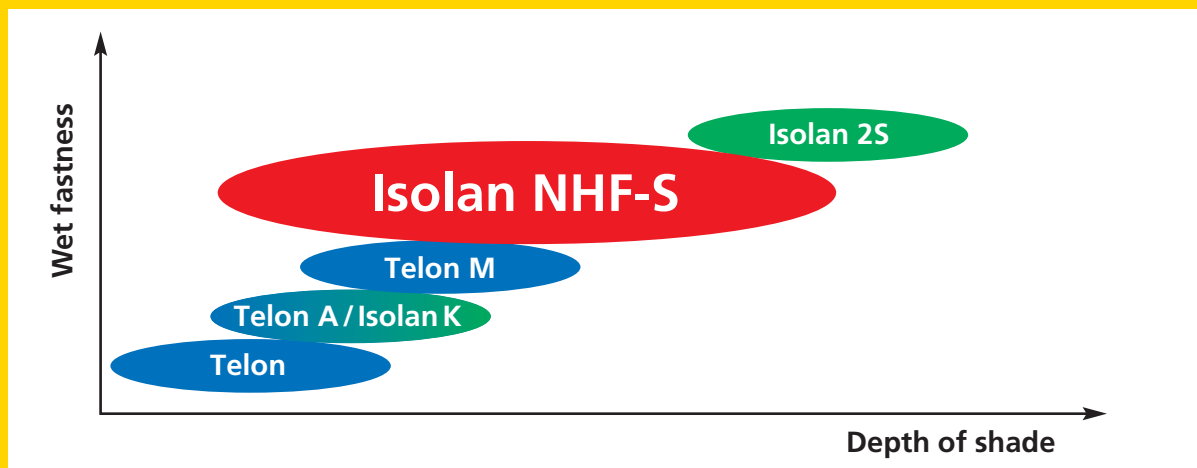 Wet fastness
Isolan 2S
Isolan NHF-S
Telon M
Telon A / Isolan K
Telon
Depth of shade